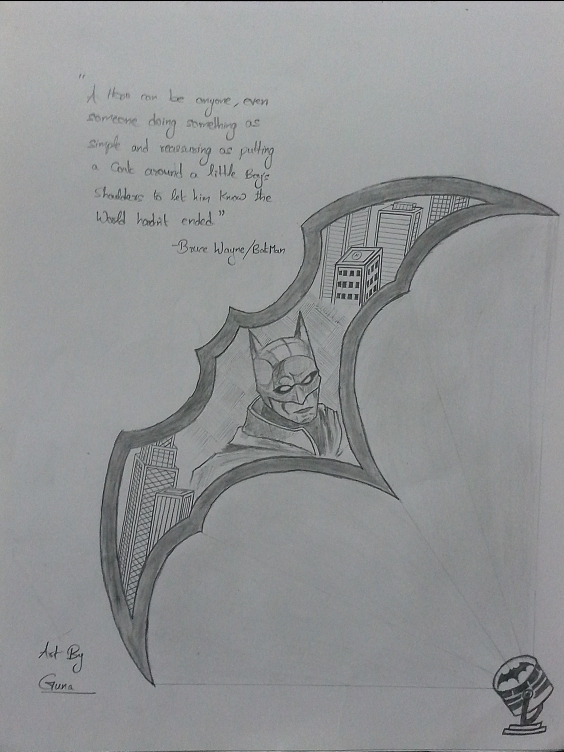 "
A Hero can be anyone, even
someone doing something as
simple and reassuring as putting
a Coat around a little Boy's
Shoulders to let him Know the
World hadn't ended"
-Bruce Wayne/BatMan
Art By
Guna